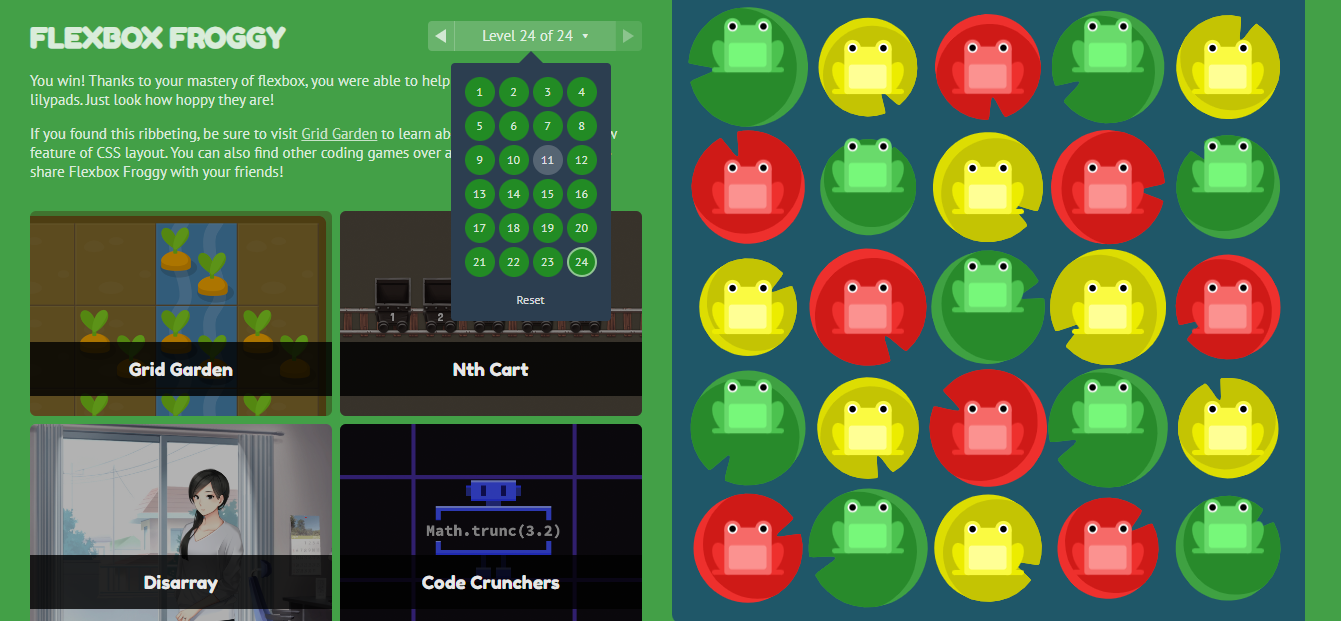 FLEXBOX FROGGY
◀ Level 24 of 24 ▾ ▶
You win! Thanks to your mastery of flexbox, you were able to help
lilypads. Just look how hoppy they are!
If you found this ribbeting, be sure to visit Grid Garden to learn
feature of CSS layout. You can also find other coding games over
share Flexbox Froggy with your friends!
1 2 3 4
5 6 7 8
9 10 11 12
13 14 15 16
17 18 19 20
21 22 23 24
Reset
1 2
Grid Garden
Nth Cart
Math.trunc(3.2)
Disarray
Code Crunchers